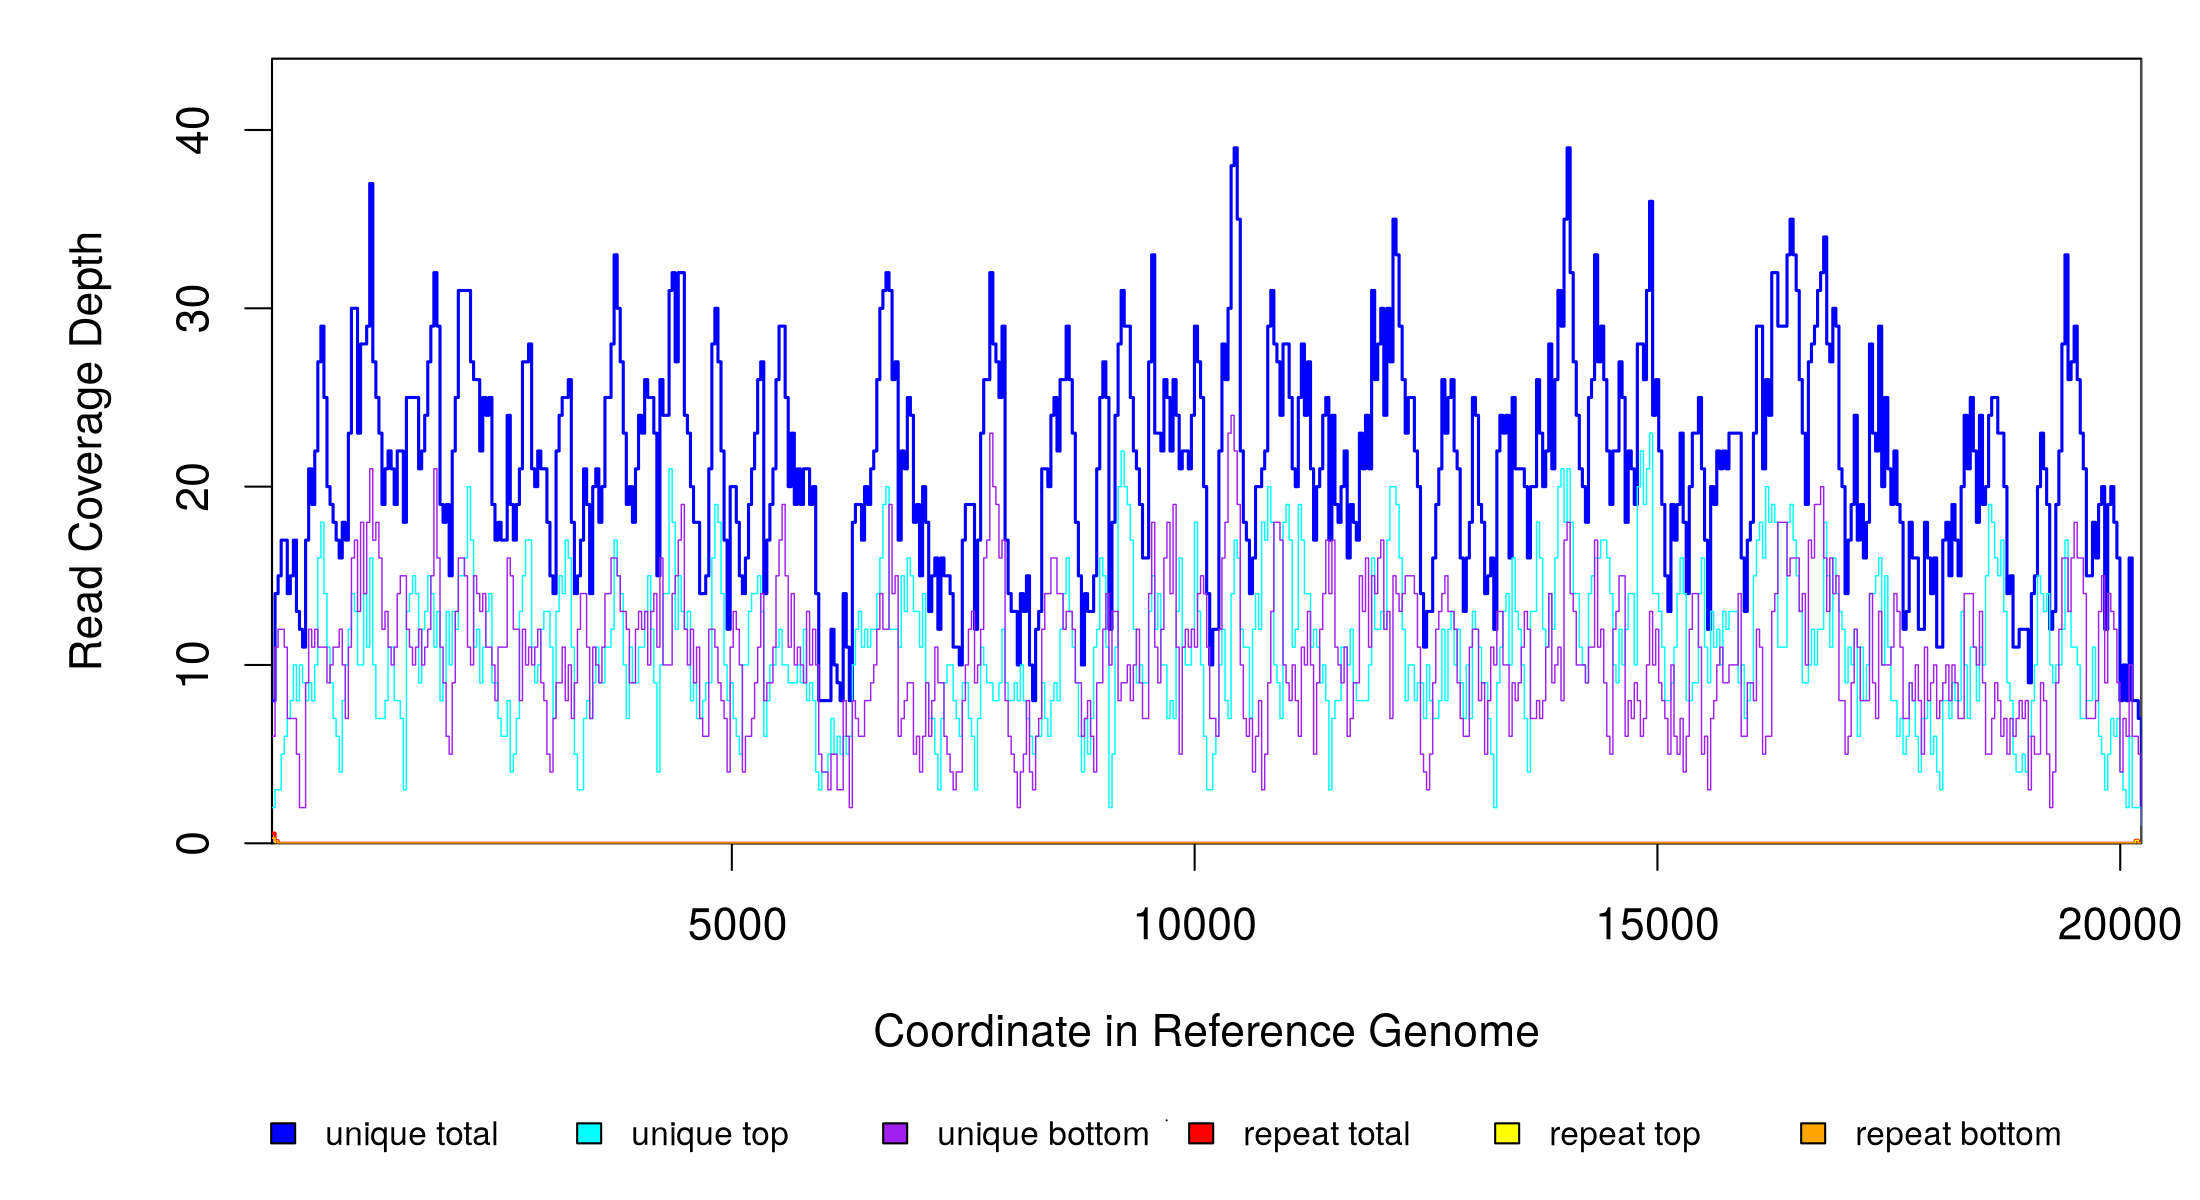 Read Coverage Depth
40
30
20
10
0
5000 10000 15000 20000
Coordinate in Reference Genome
unique total unique top unique bottom repeat total repeat top repeat bottom